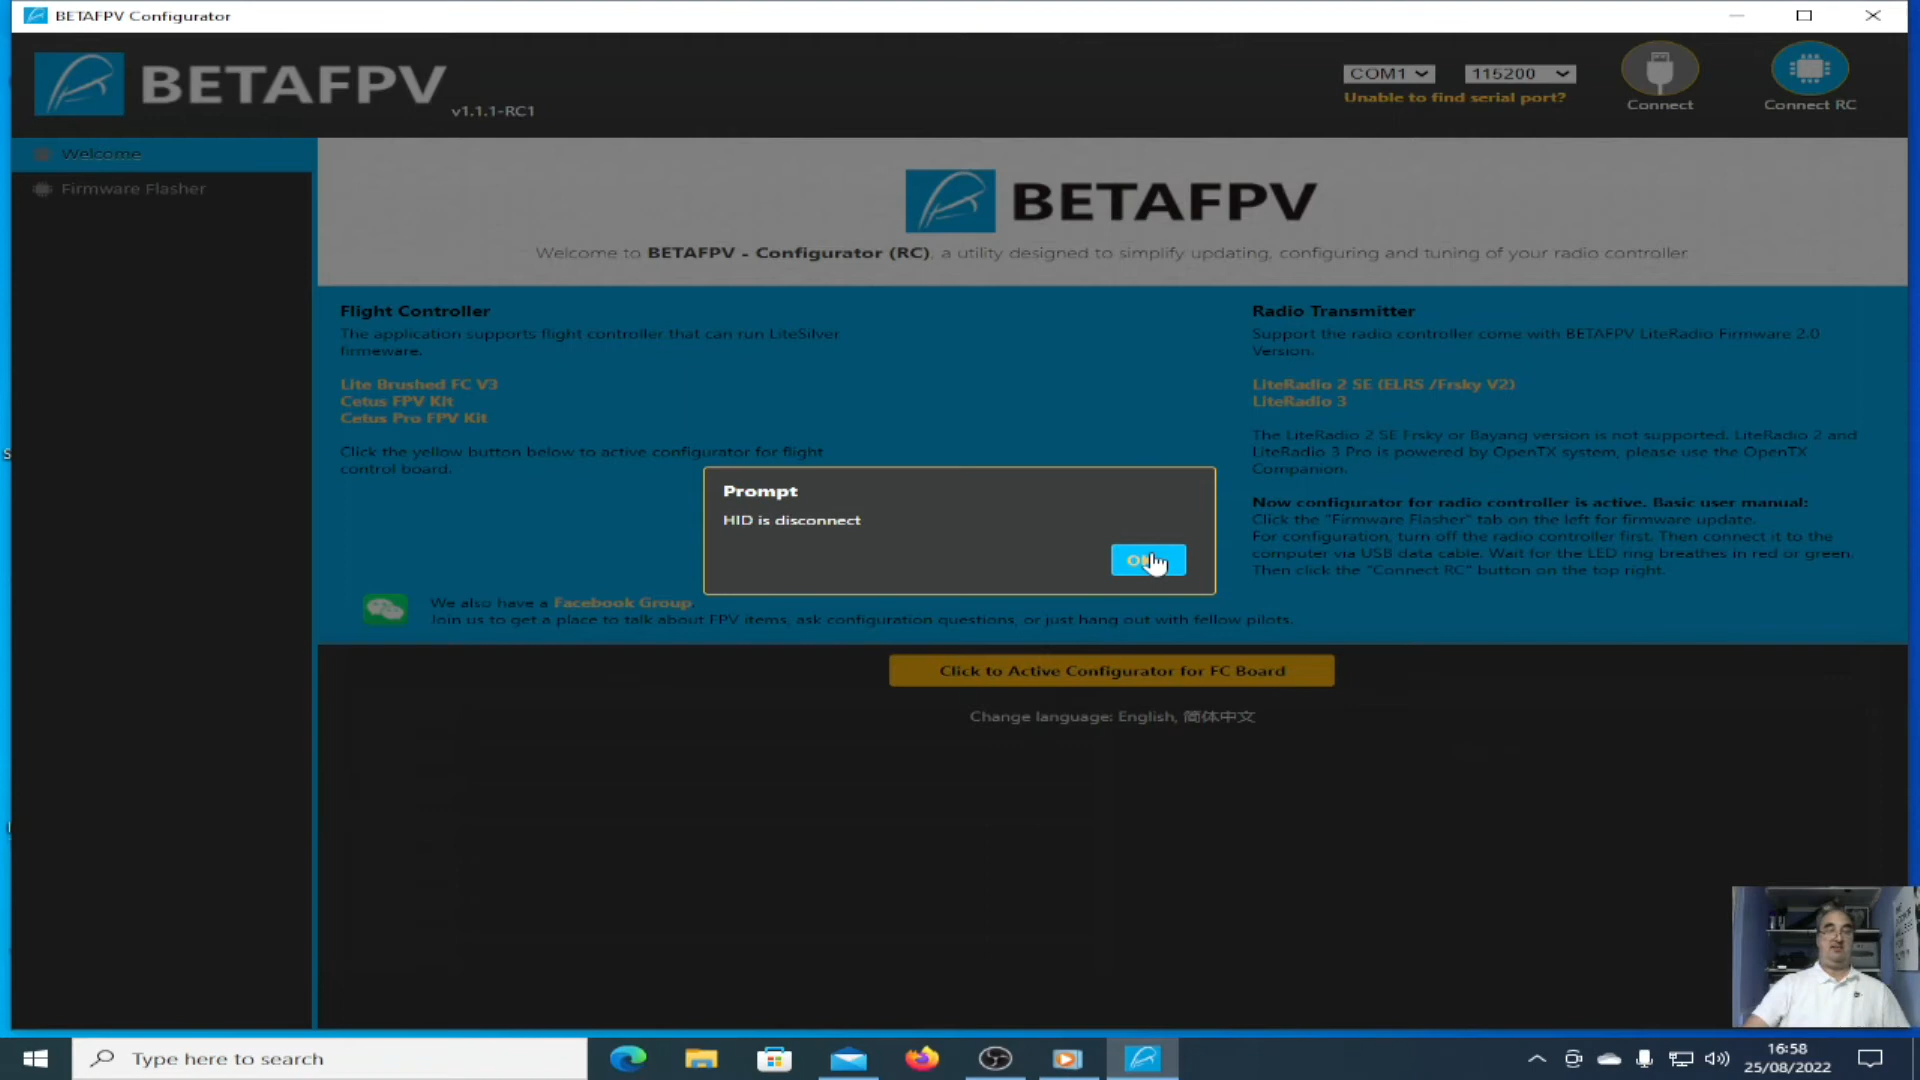 BETAFPV Configurator
BETAFPV
v1.1.1-RC1
COM1
115200
Unable to find serial port?
Connect
Connect RC
Welcome
Firmware Flasher
BETAFPV
Welcome to BETAFPV - Configurator (RC), a utility designed to simplify updating, configuring and tuning of your radio controller
Flight Controller
The application supports flight controller that can run LiteSilver
firmeware.
Lite Brushed FC V3
Cetus FPV Kit
Cetus Pro FPV Kit
Click the yellow button below to active configurator for flight
control board.
Radio Transmitter
Support the radio controller come with BETAFPV LiteRadio Firmware 2.0
Version.
LiteRadio 2 SE (ELRS /Frsky V2)
LiteRadio 3
The LiteRadio 2 SE Frsky or Bayang version is not supported. LiteRadio 2 and
LiteRadio 3 Pro is powered by OpenTX system, please use the OpenTX
Companion.
Now configurator for radio controller is active. Basic user manual:
Click the "Firmware Flasher" tab on the left for firmware update.
For configuration, turn off the radio controller first. Then connect it to the
computer via USB data cable. Wait for the LED ring breathes in red or green.
Then click the "Connect RC" button on the top right.
Prompt
HID is disconnect
We also have a Facebook Group.
Join us to get a place to talk about FPV items, ask configuration questions, or just hang out with fellow pilots.
Click to Active Configurator for FC Board
Change language: English, 简体中文
Type here to search
16:58
25/08/2022